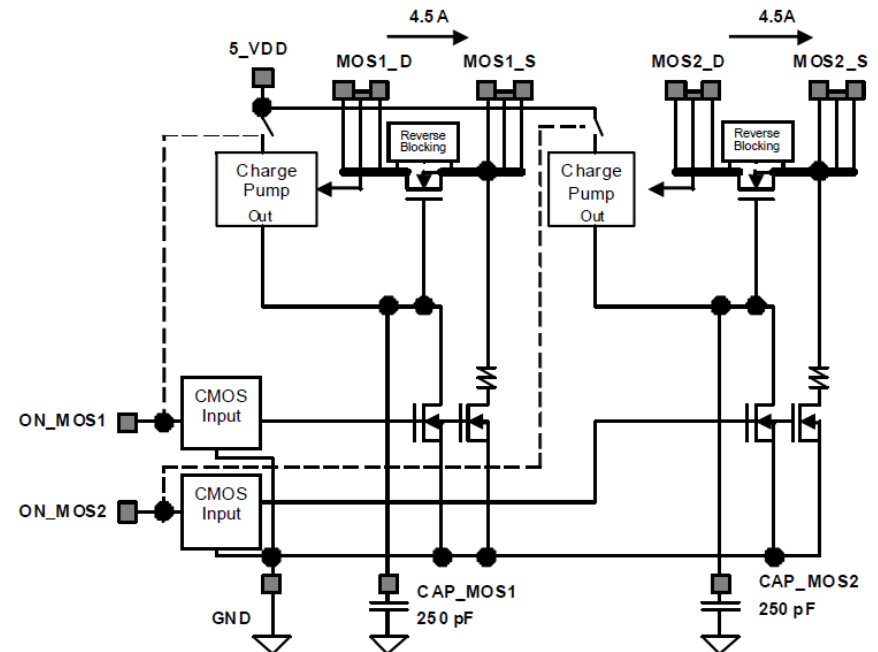 4.5A
4.5A
5_VDD
MOS1_D
MOS1_S
MOS2_D
MOS2_S
Reverse
Blocking
Reverse
Blocking
Charge
Pump
Out
Charge
Pump
Out
CMOS
Input
ON_MOS1
CMOS
Input
ON_MOS2
GND
CAP_MOS1
250 pF
CAP_MOS2
250 pF